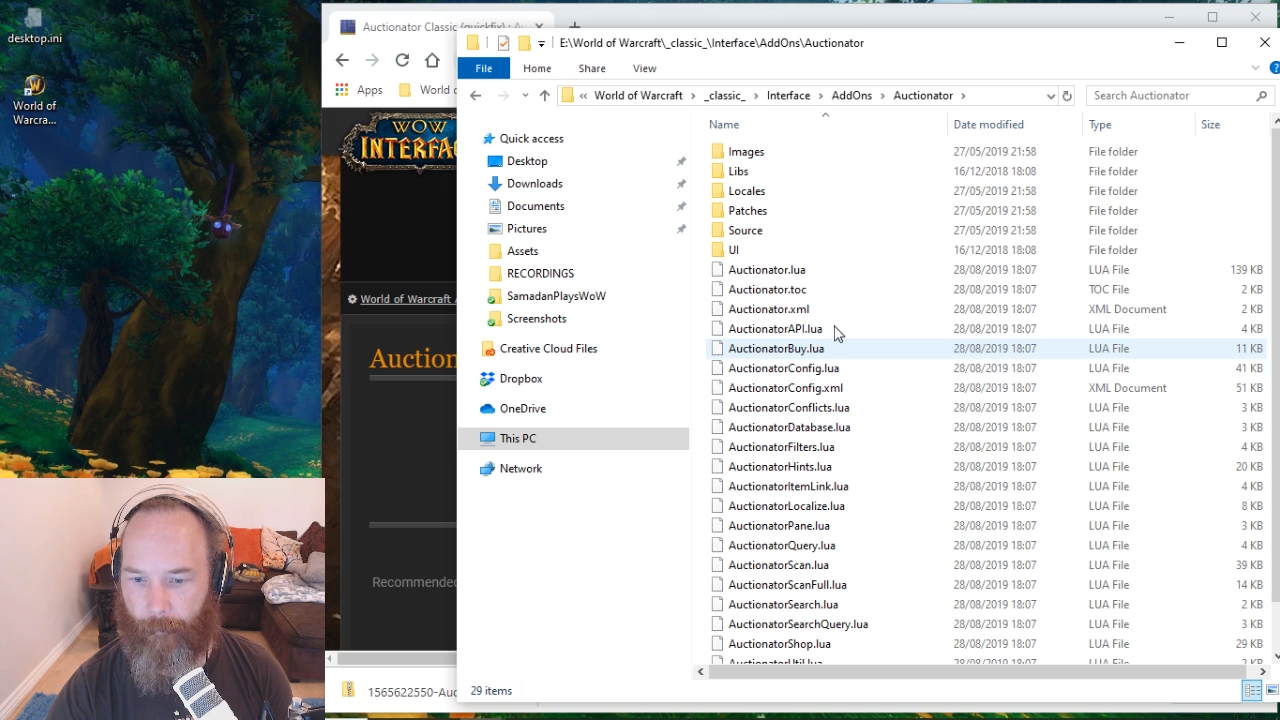 desktop.ini
World of
Warcra...
Auctionator Classic (quickfix) : A
Apps
World o
WOW
INTERFA
World of Warcraft A
Auction
Recommended
1565622550-Auc
E:\World of Warcraft\_classic_\Interface\AddOns\Auctionator
File Home Share View
« World of Warcraft > _classic_ > Interface > AddOns > Auctionator >
Search Auctionator
Quick access
Desktop
Downloads
Documents
Pictures
Assets
RECORDINGS
SamadanPlaysWoW
Screenshots
Creative Cloud Files
Dropbox
OneDrive
This PC
Network
Name Date modified Type Size
Images 27/05/2019 21:58 File folder
Libs 16/12/2018 18:08 File folder
Locales 27/05/2019 21:58 File folder
Patches 27/05/2019 21:58 File folder
Source 27/05/2019 21:58 File folder
UI 16/12/2018 18:08 File folder
Auctionator.lua 28/08/2019 18:07 LUA File 139 KB
Auctionator.toc 28/08/2019 18:07 TOC File 2 KB
Auctionator.xml 28/08/2019 18:07 XML Document 2 KB
AuctionatorAPI.lua 28/08/2019 18:07 LUA File 4 KB
AuctionatorBuy.lua 28/08/2019 18:07 LUA File 11 KB
AuctionatorConfig.lua 28/08/2019 18:07 LUA File 41 KB
AuctionatorConfig.xml 28/08/2019 18:07 XML Document 51 KB
AuctionatorConflicts.lua 28/08/2019 18:07 LUA File 3 KB
AuctionatorDatabase.lua 28/08/2019 18:07 LUA File 3 KB
AuctionatorFilters.lua 28/08/2019 18:07 LUA File 4 KB
AuctionatorHints.lua 28/08/2019 18:07 LUA File 20 KB
AuctionatorItemLink.lua 28/08/2019 18:07 LUA File 4 KB
AuctionatorLocalize.lua 28/08/2019 18:07 LUA File 8 KB
AuctionatorPane.lua 28/08/2019 18:07 LUA File 3 KB
AuctionatorQuery.lua 28/08/2019 18:07 LUA File 4 KB
AuctionatorScan.lua 28/08/2019 18:07 LUA File 39 KB
AuctionatorScanFull.lua 28/08/2019 18:07 LUA File 14 KB
AuctionatorSearch.lua 28/08/2019 18:07 LUA File 2 KB
AuctionatorSearchQuery.lua 28/08/2019 18:07 LUA File 3 KB
AuctionatorShop.lua 28/08/2019 18:07 LUA File 29 KB
AuctionatorUtil.lua 28/08/2019 18:07 LUA File 2 KB
29 items